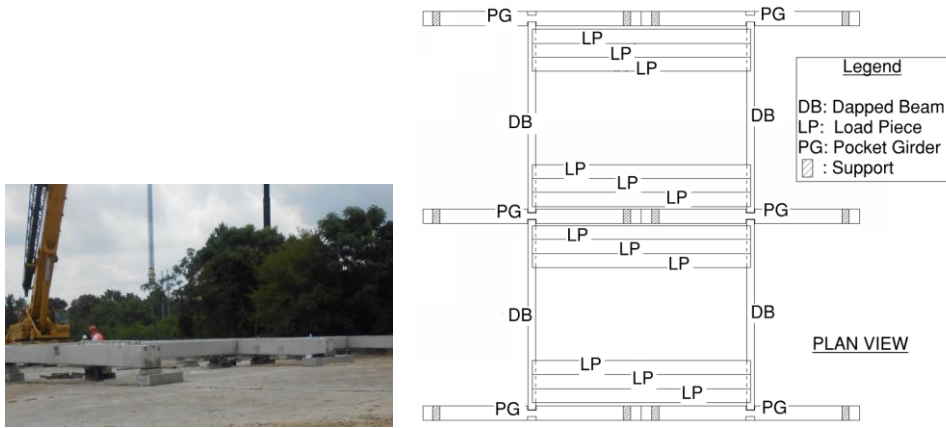 PG PG
LP
LP
LP
Legend
DB DB
DB: Dapped Beam
LP: Load Piece
PG: Pocket Girder
: Support
LP
LP
LP
PG PG
LP
LP
LP
DB DB
PLAN VIEW
LP
LP
LP
PG PG